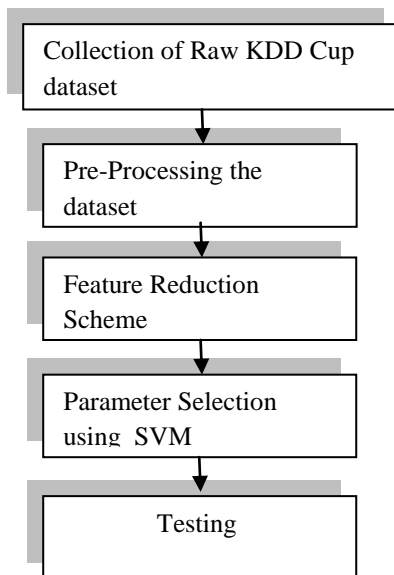 Collection of Raw KDD Cup
dataset
Pre-Processing the
dataset
Feature Reduction
Scheme
Parameter Selection
using SVM
Testing